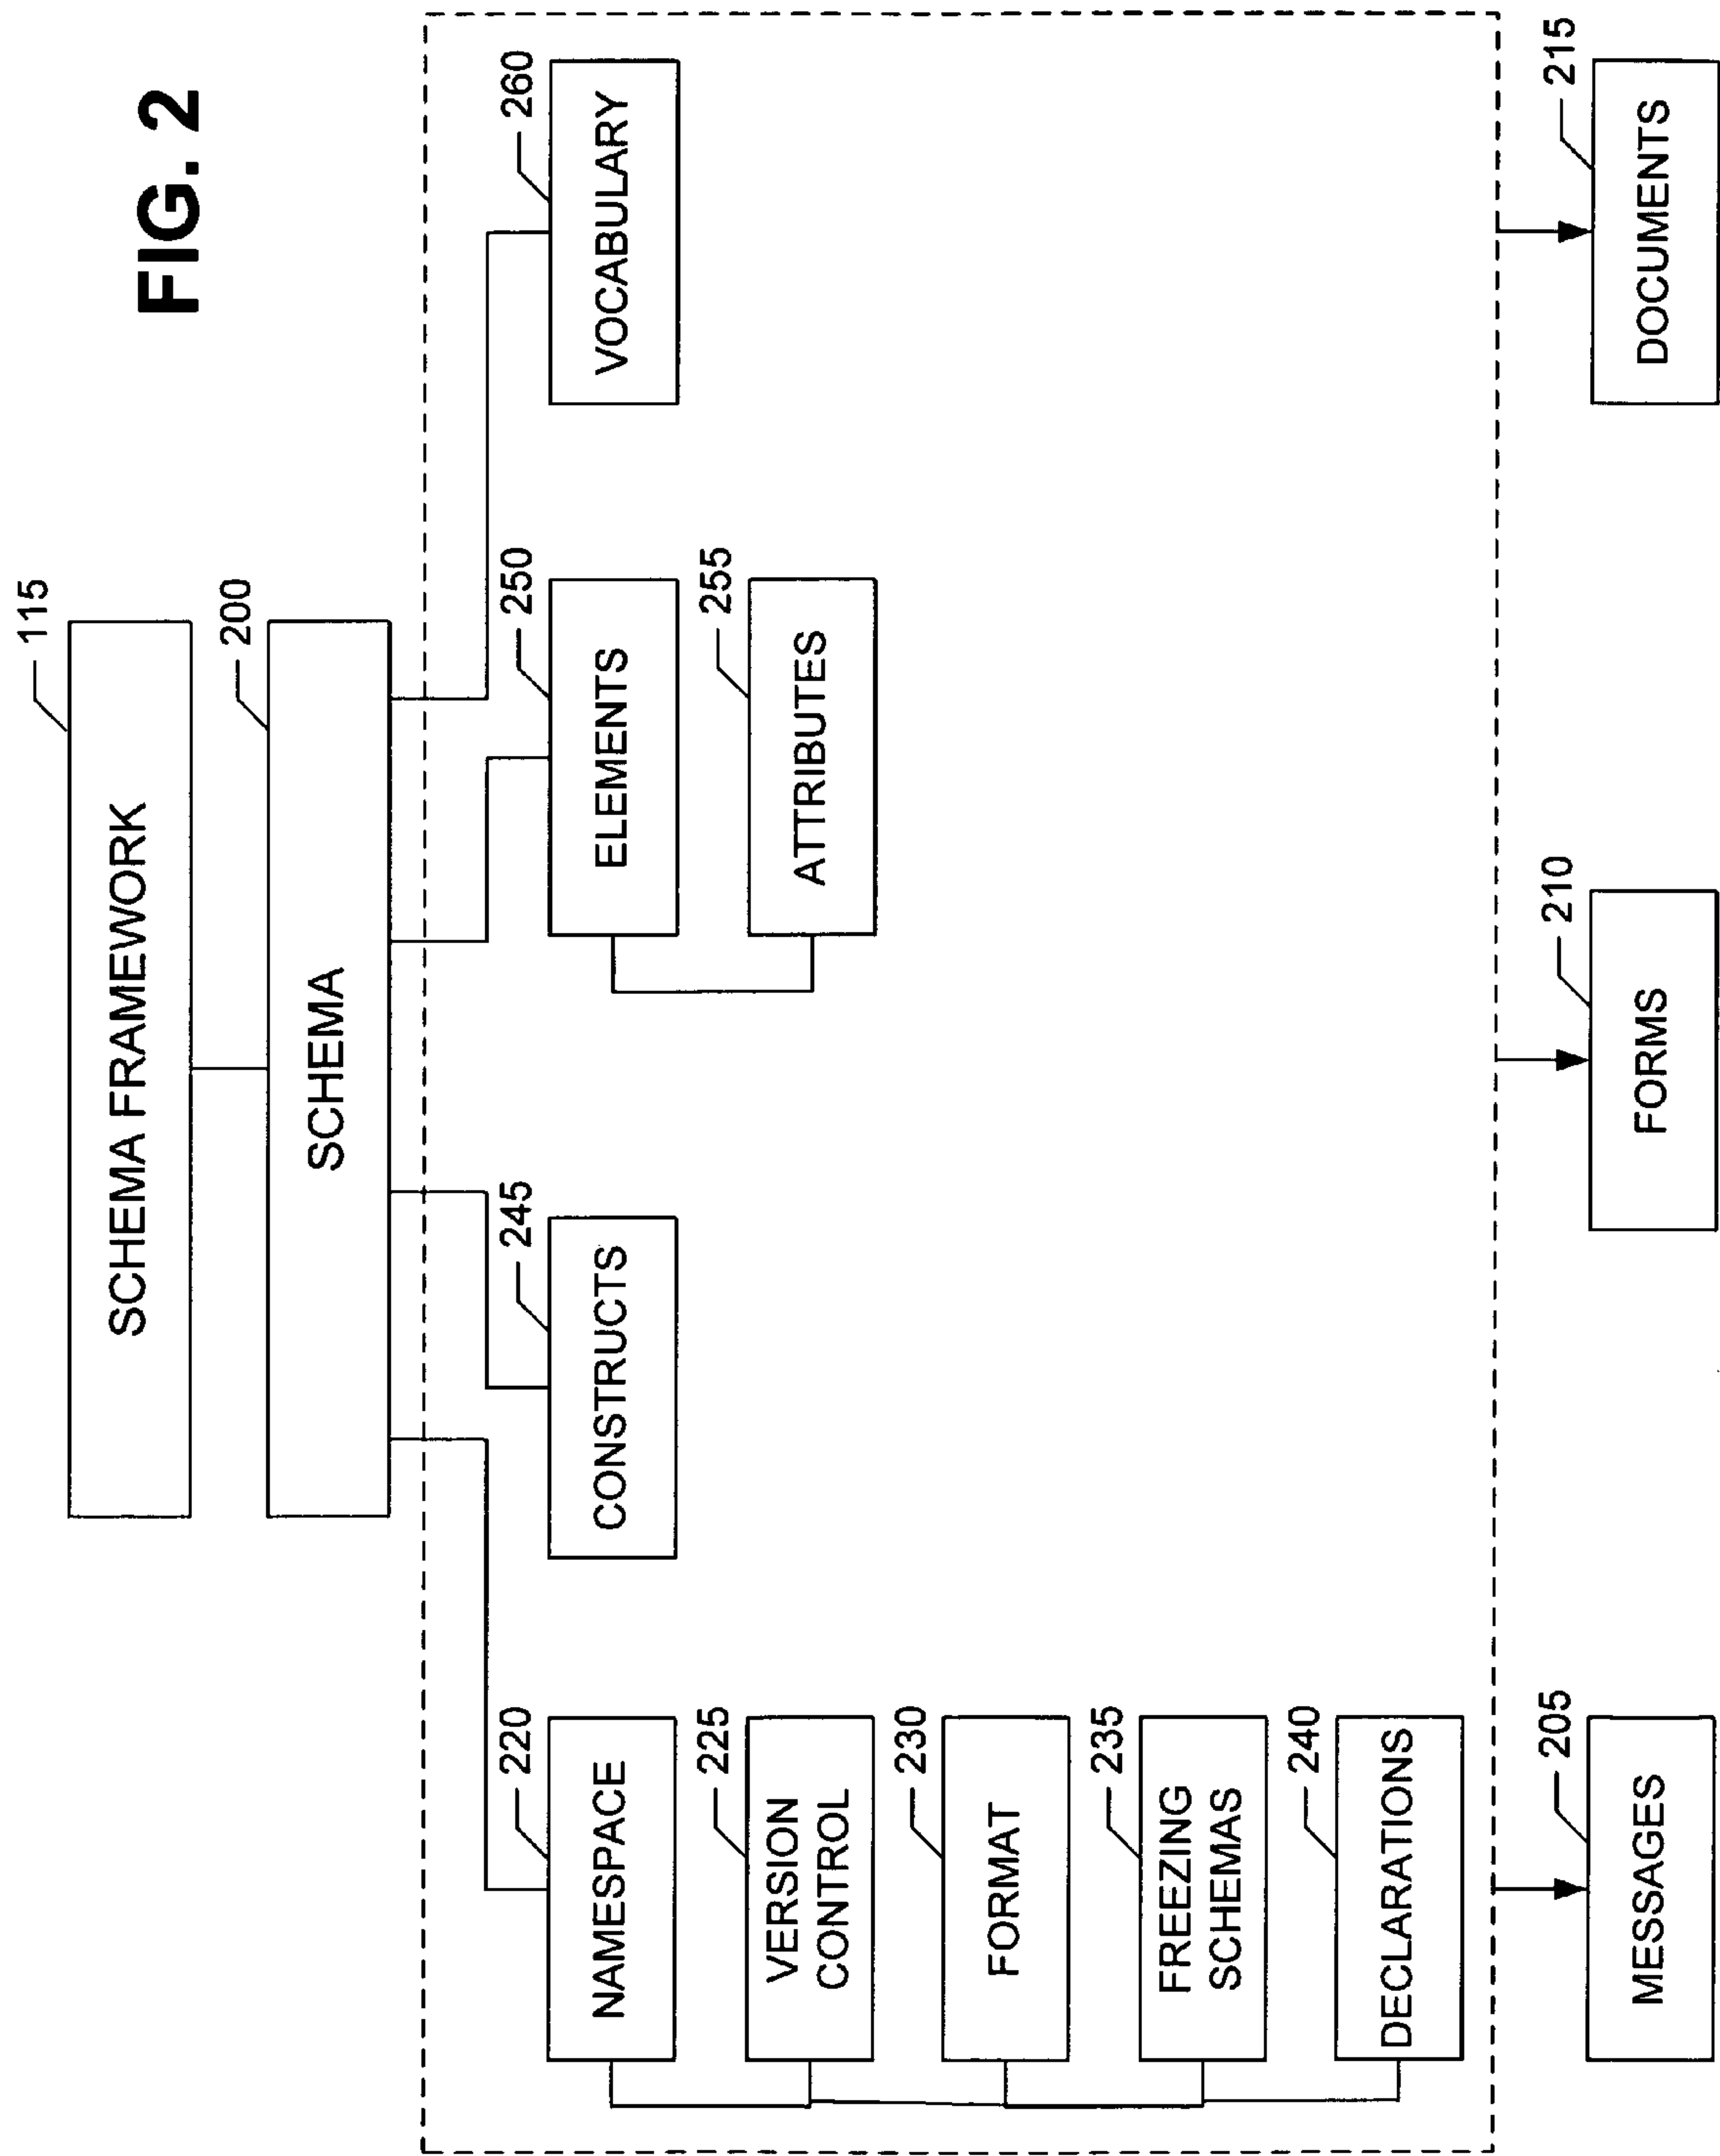 FIG. 2
115
SCHEMA FRAMEWORK
200
SCHEMA
220
NAMESPACE
245
CONSTRUCTS
250
ELEMENTS
260
VOCABULARY
225
VERSION
CONTROL
255
ATTRIBUTES
230
FORMAT
235
FREEZING
SCHEMAS
240
DECLARATIONS
205
MESSAGES
210
FORMS
215
DOCUMENTS